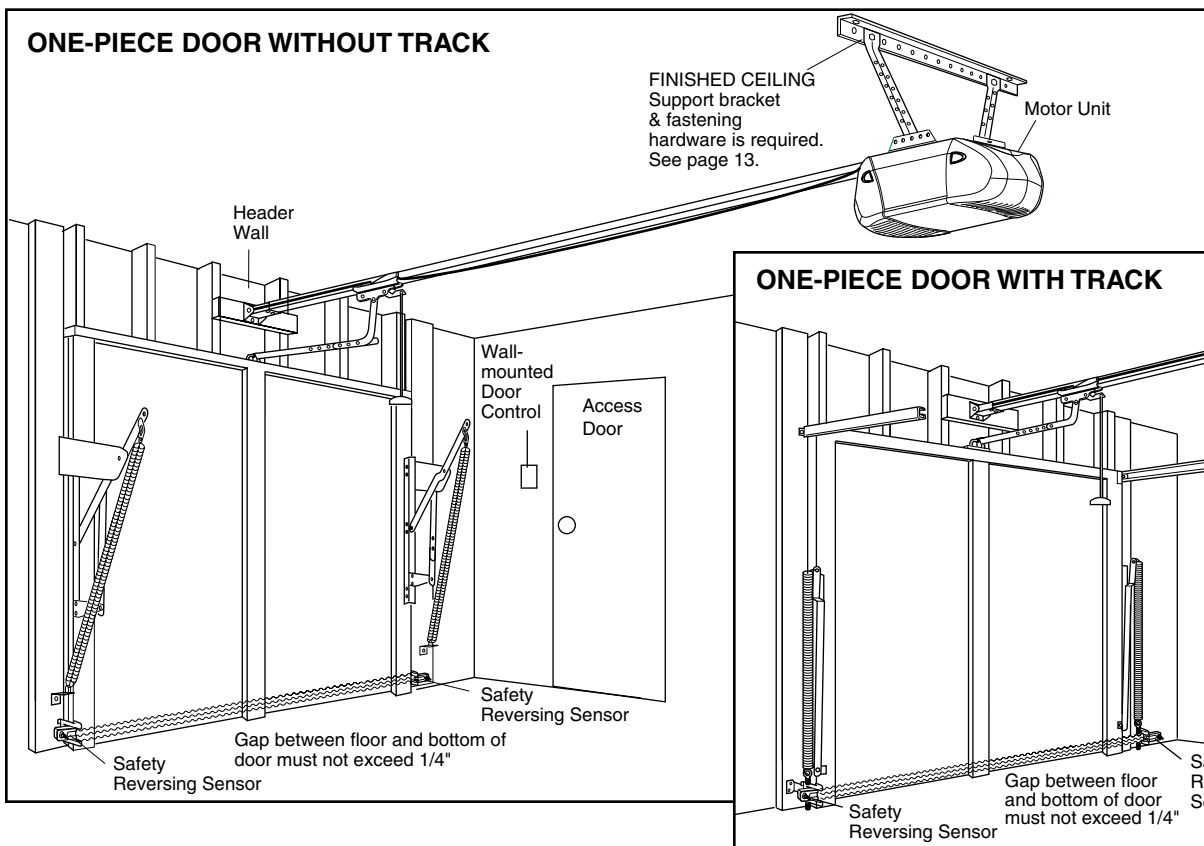 ONE-PIECE DOOR WITHOUT TRACK
FINISHED CEILING
Support bracket
& fastening
hardware is required.
See page 13.
Motor Unit
Header
Wall
Wall-
mounted
Door
Control
Access
Door
Safety
Reversing Sensor
Gap between floor and bottom of
door must not exceed 1/4"
Safety
Reversing Sensor
ONE-PIECE DOOR WITH TRACK
Gap between floor
and bottom of door
must not exceed 1/4"
Safety
Reversing Sensor